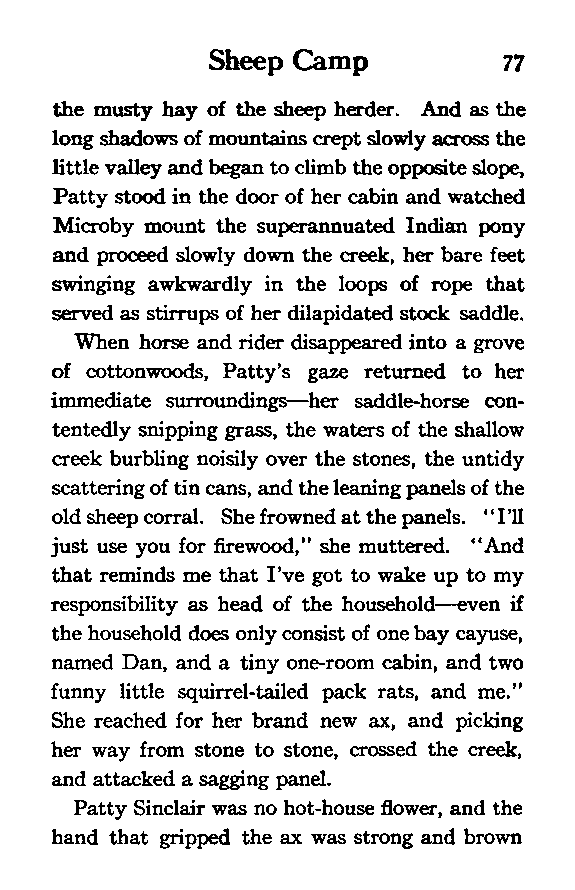 Sheep Camp 77
the musty hay of the sheep herder. And as the
long shadows of mountains crept slowly across the
little valley and began to climb the opposite slope,
Patty stood in the door of her cabin and watched
Microby mount the superannuated Indian pony
and proceed slowly down the creek, her bare feet
swinging awkwardly in the loops of rope that
served as stirrups of her dilapidated stock saddle.
When horse and rider disappeared into a grove
of cottonwoods, Patty's gaze returned to her
immediate surroundings—her saddle-horse con-
tentedly snipping grass, the waters of the shallow
creek burbling noisily over the stones, the untidy
scattering of tin cans, and the leaning panels of the
old sheep corral. She frowned at the panels. "I'll
just use you for firewood," she muttered. "And
that reminds me that I've got to wake up to my
responsibility as head of the household—even if
the household does only consist of one bay cayuse,
named Dan, and a tiny one-room cabin, and two
funny little squirrel-tailed pack rats, and me."
She reached for her brand new ax, and picking
her way from stone to stone, crossed the creek,
and attacked a sagging panel.
Patty Sinclair was no hot-house flower, and the
hand that gripped the ax was strong and brown